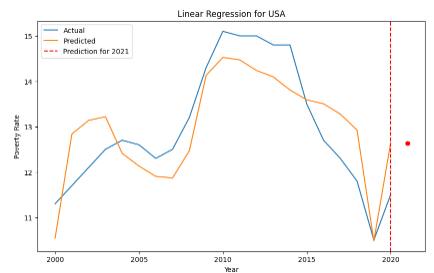 Linear Regression for USA
Actual
Predicted
Prediction for 2021
Poverty Rate
15
14
13
12
11
2000
2005
2010
2015
2020
Year